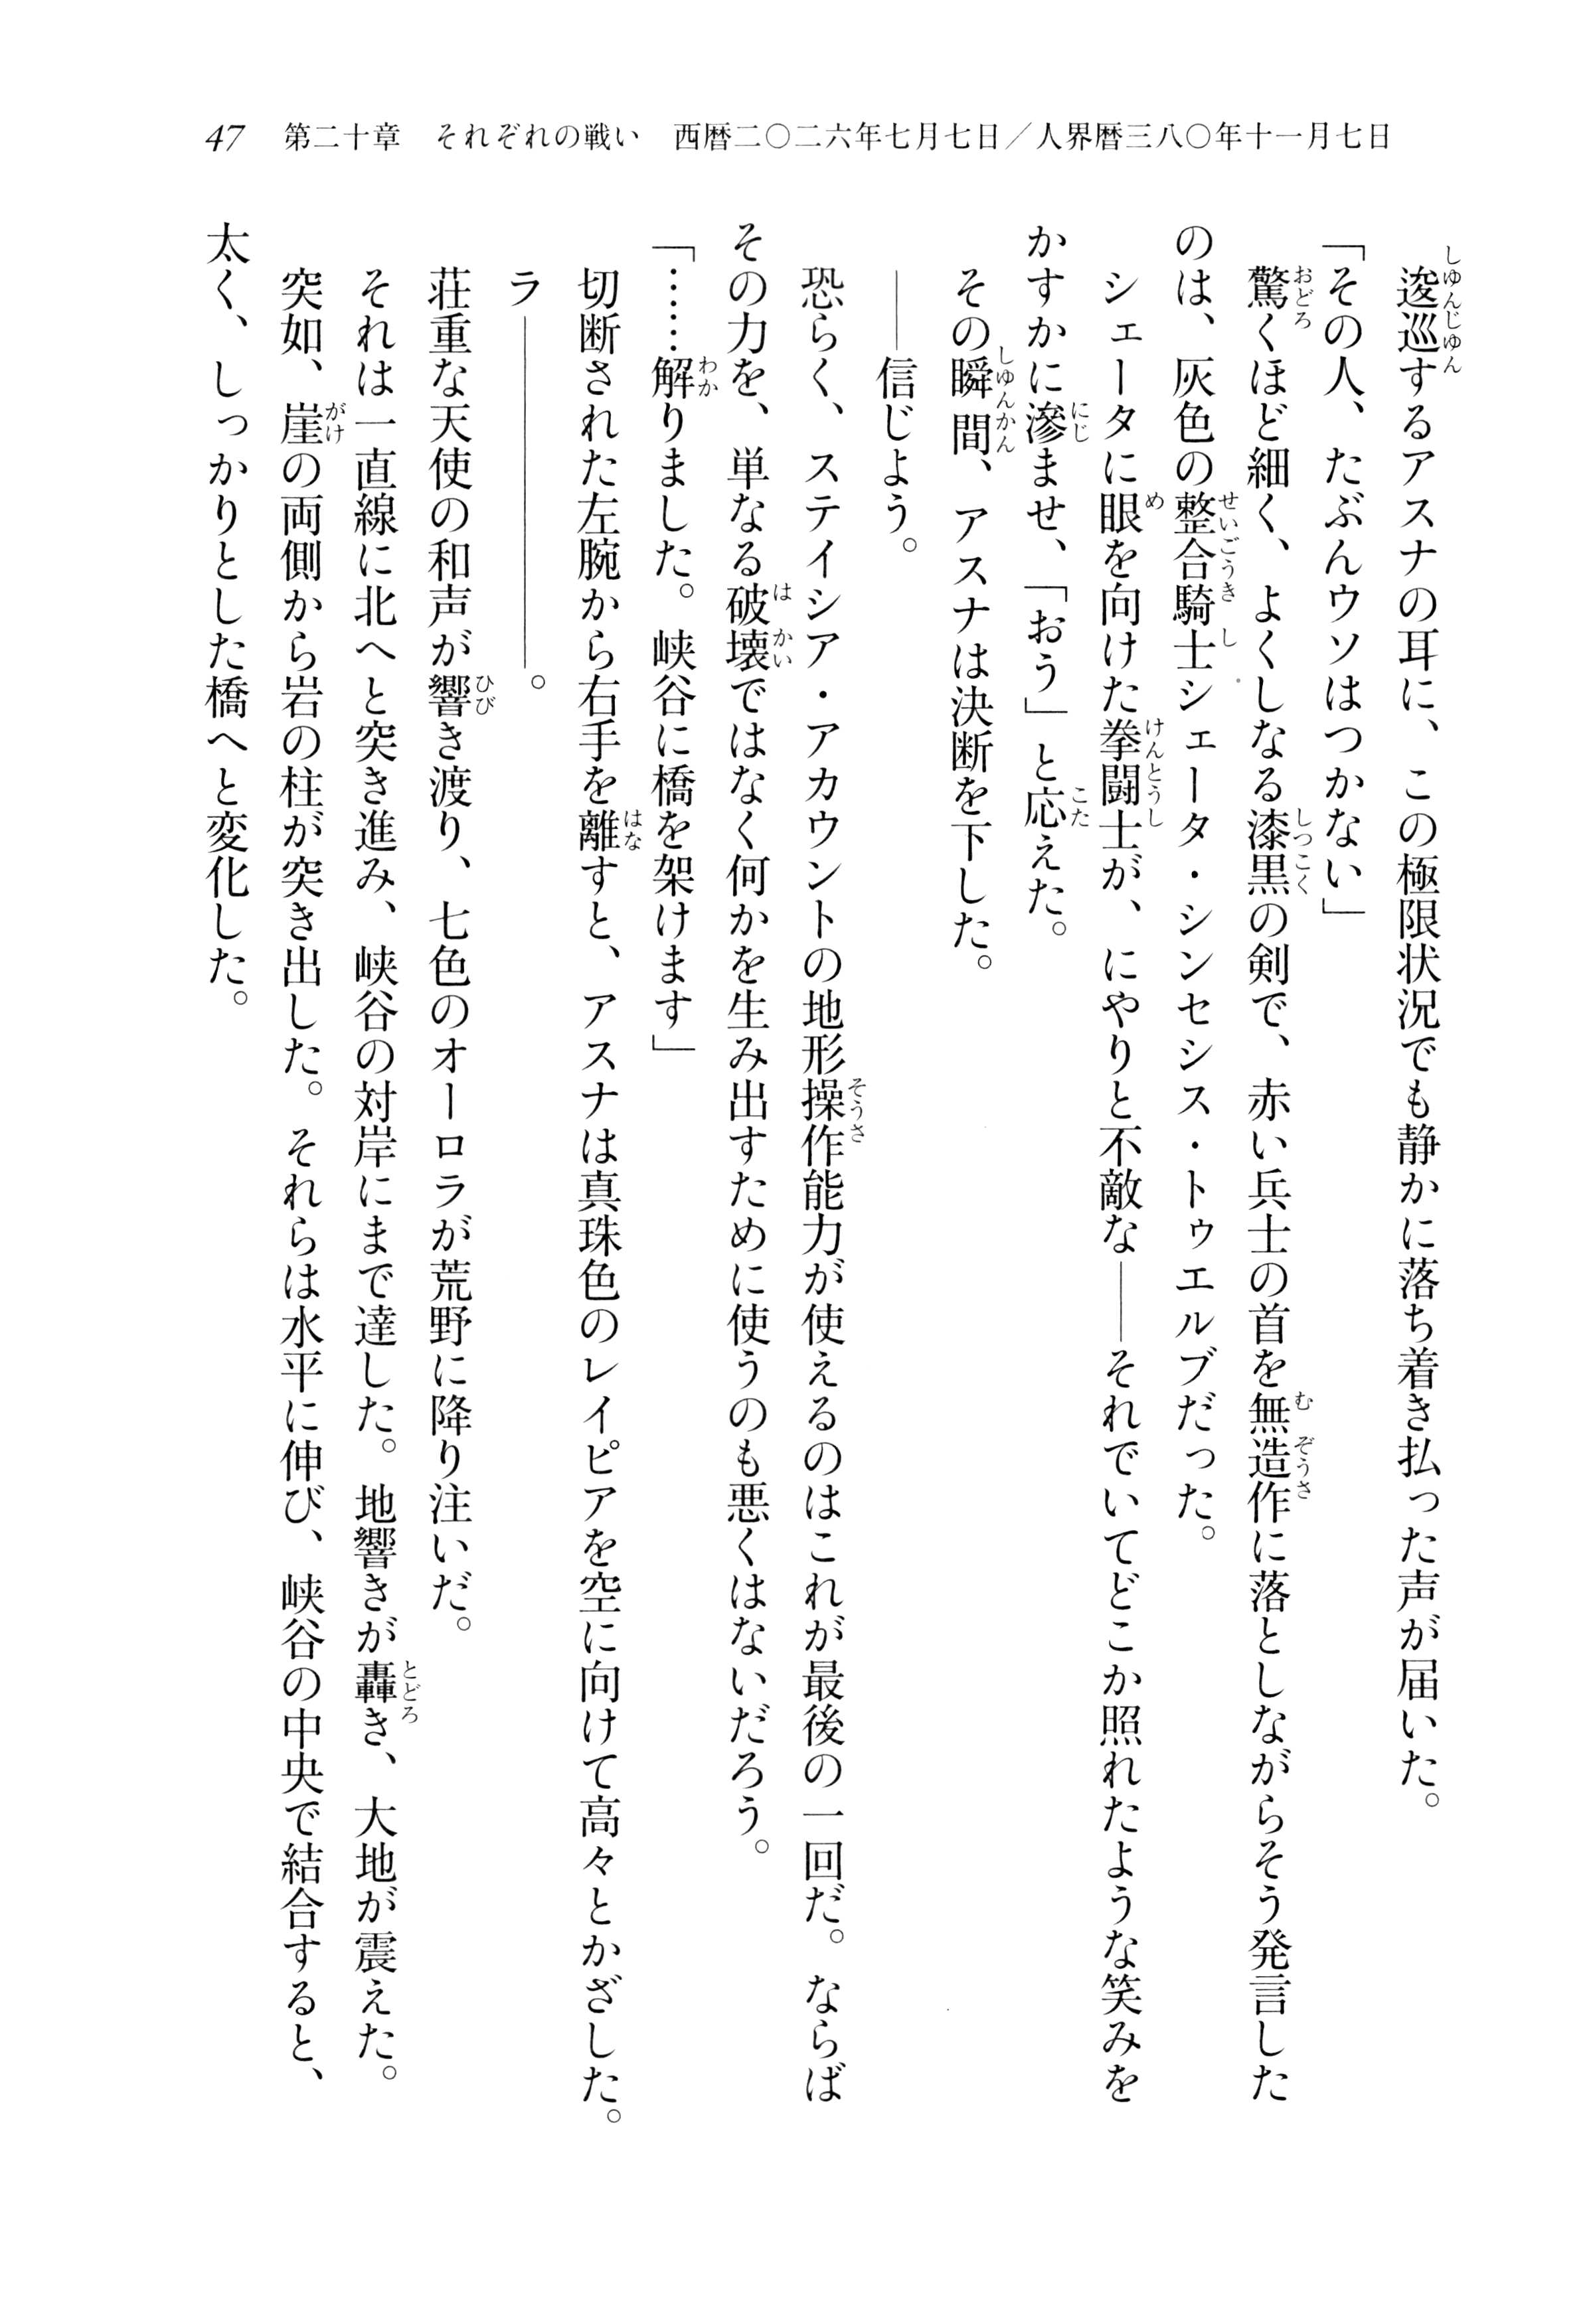 47　第二十章　それぞれの戦い　西暦二〇二六年七月七日／人界暦三八〇年十一月七日
逡巡するアスナの耳に、この極限状況でも静かに落ち着き払った声が届いた。
「その人、たぶんウソはつかない」
驚くほど細く、よくしなる漆黒の剣で、赤い兵士の首を無造作に落としながらそう発言した
のは、灰色の整合騎士シェータ・シンセシス・トゥエルブだった。
シェータに眼を向けた拳闘士が、にやりと不敵な――それでいてどこか照れたような笑みを
かすかに滲ませ、「おう」と応えた。
その瞬間、アスナは決断を下した。
――信じよう。
恐らく、ステイシア・アカウントの地形操作能力が使えるのはこれが最後の一回だ。ならば
その力を、単なる破壊ではなく何かを生み出すために使うのも悪くはないだろう。
「……解りました。峡谷に橋を架けます」
切断された左腕から右手を離すと、アスナは真珠色のレイピアを空に向けて高々とかざした。
ラ――――――――。
荘重な天使の和声が響き渡り、七色のオーロラが荒野に降り注いだ。
それは一直線に北へと突き進み、峡谷の対岸にまで達した。地響きが轟き、大地が震えた。
突如、崖の両側から岩の柱が突き出した。それらは水平に伸び、峡谷の中央で結合すると、
太く、しっかりとした橋へと変化した。